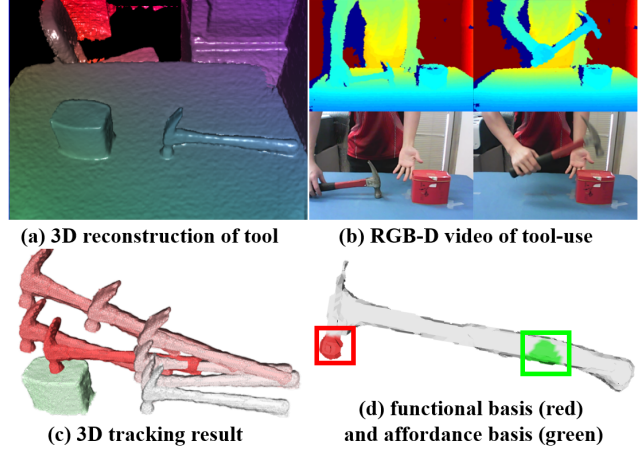 (a) 3D reconstruction of tool
(b) RGB-D video of tool-use
(c) 3D tracking result
(d) functional basis (red)
and affordance basis (green)